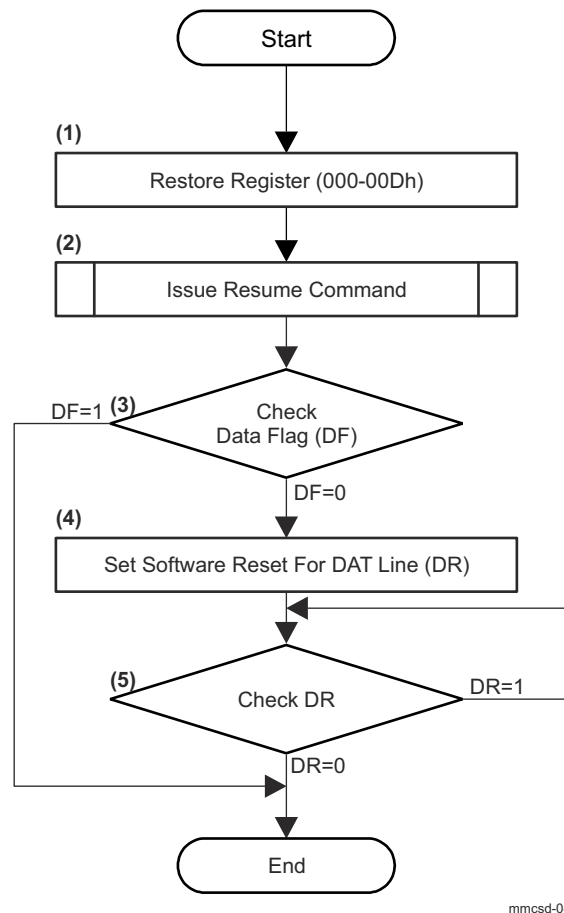 Start
(1)
Restore Register (000-00Dh)
(2)
Issue Resume Command
DF=1
(3)
Check
Data Flag (DF)
DF=0
(4)
Set Software Reset For DAT Line (DR)
(5)
Check DR
DR=1
DR=0
End
mmcsd-0